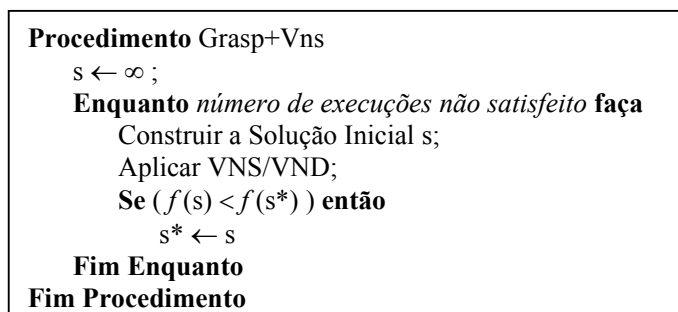 Procedimento Grasp+Vns
s ← ∞ ;
Enquanto número de execuções não satisfeito faça
Construir a Solução Inicial s;
Aplicar VNS/VND;
Se ( f (s) < f (s*) ) então
s* ← s
Fim Enquanto
Fim Procedimento